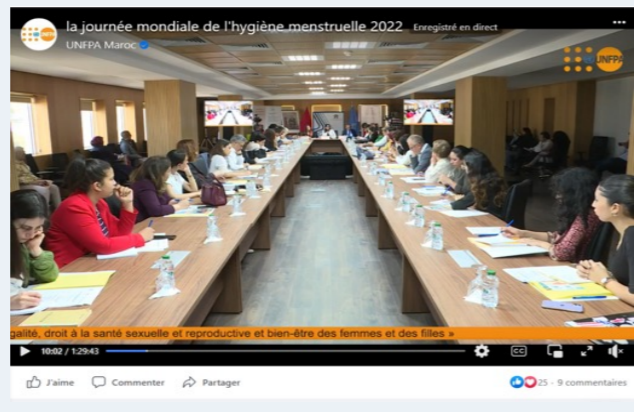 la journée mondiale de l'hygiène menstruelle 2022 Enregistré en direct
UNFPA Maroc
UNFPA
galité, droit à la santé sexuelle et reproductive et bien-être des femmes et des filles »
10:02 / 1:29:43
CC
J'aime Commenter Partager 25 · 9 commentaires